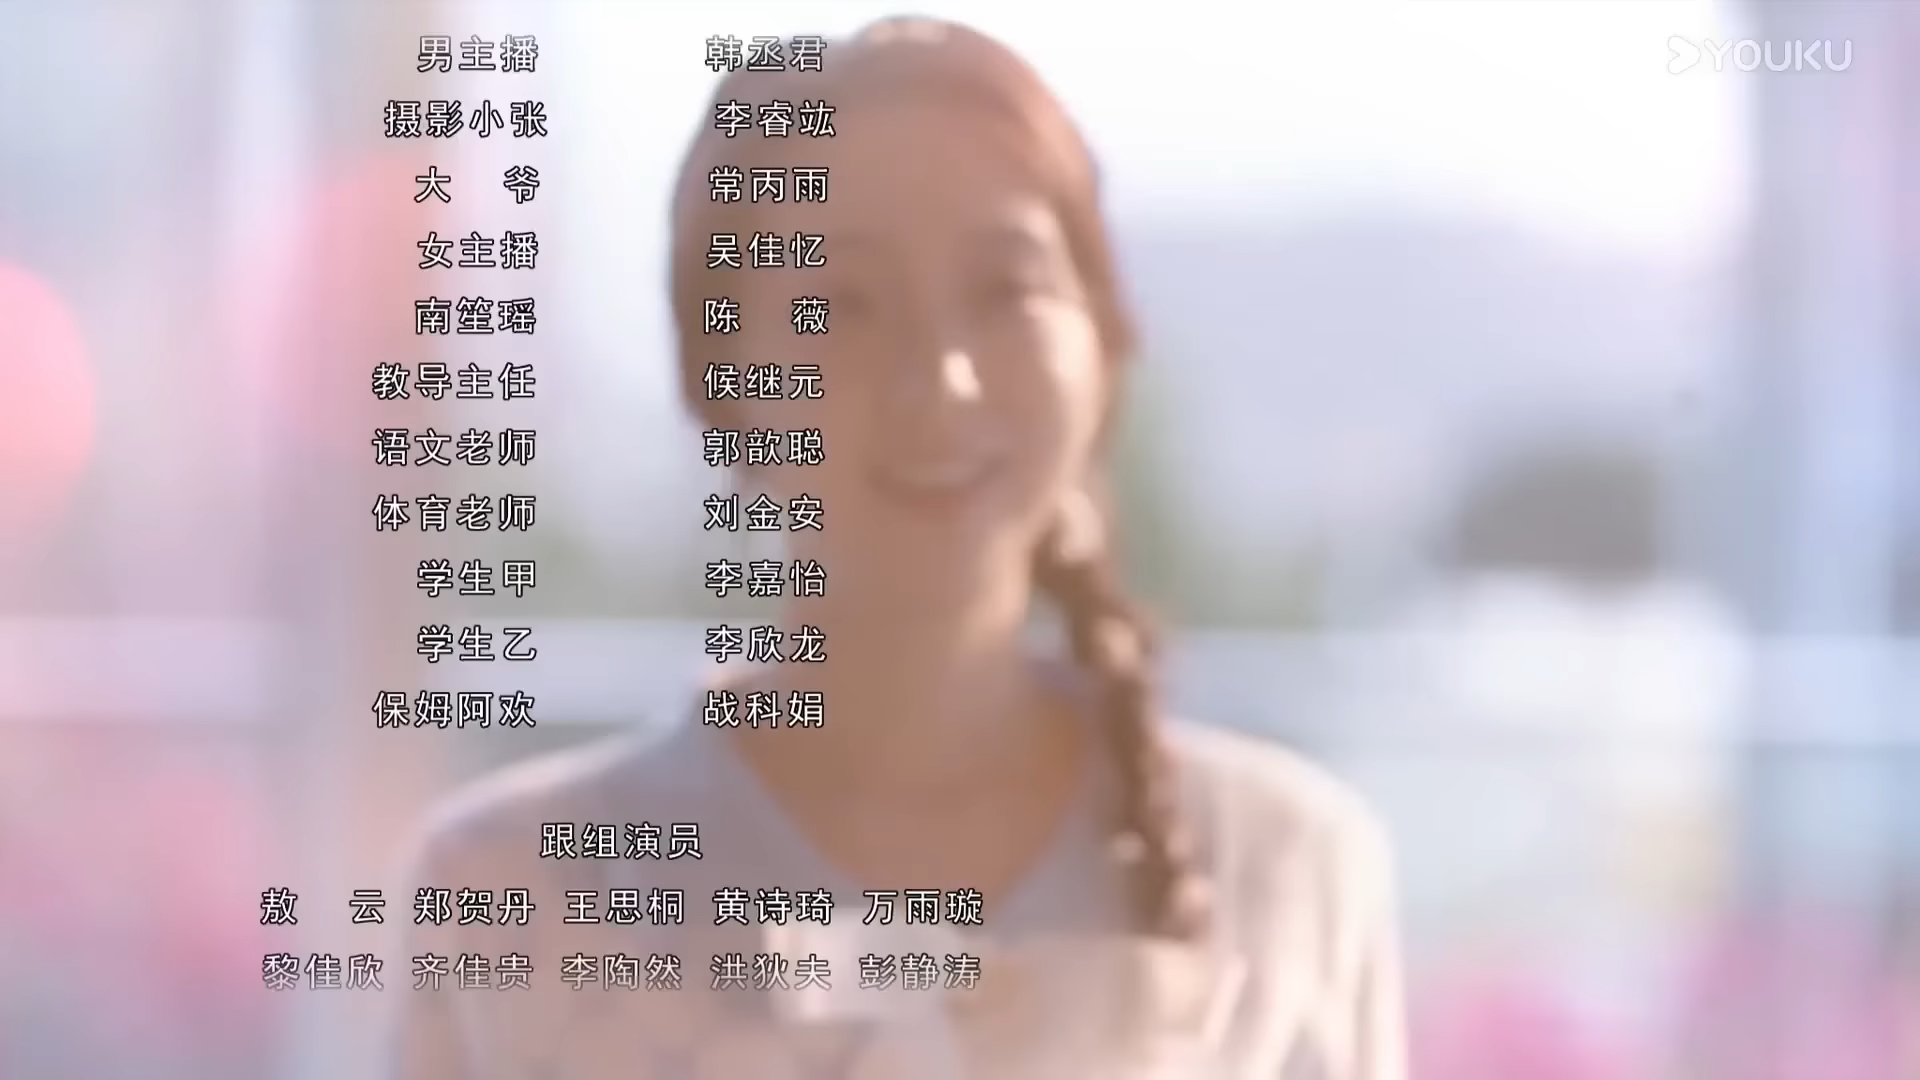 男主播 韩丞君
YOUKU
摄影小张 李睿竑
大爷 常丙雨
女主播 吴佳忆
南笙瑶 陈薇
教导主任 候继元
语文老师 郭歆聪
体育老师 刘金安
学生甲 李嘉怡
学生乙 李欣龙
保姆阿欢 战科娟
跟组演员
敖云 郑贺丹 王思桐 黄诗琦 万雨璇
黎佳欣 齐佳贵 李陶然 洪狄夫 彭静涛